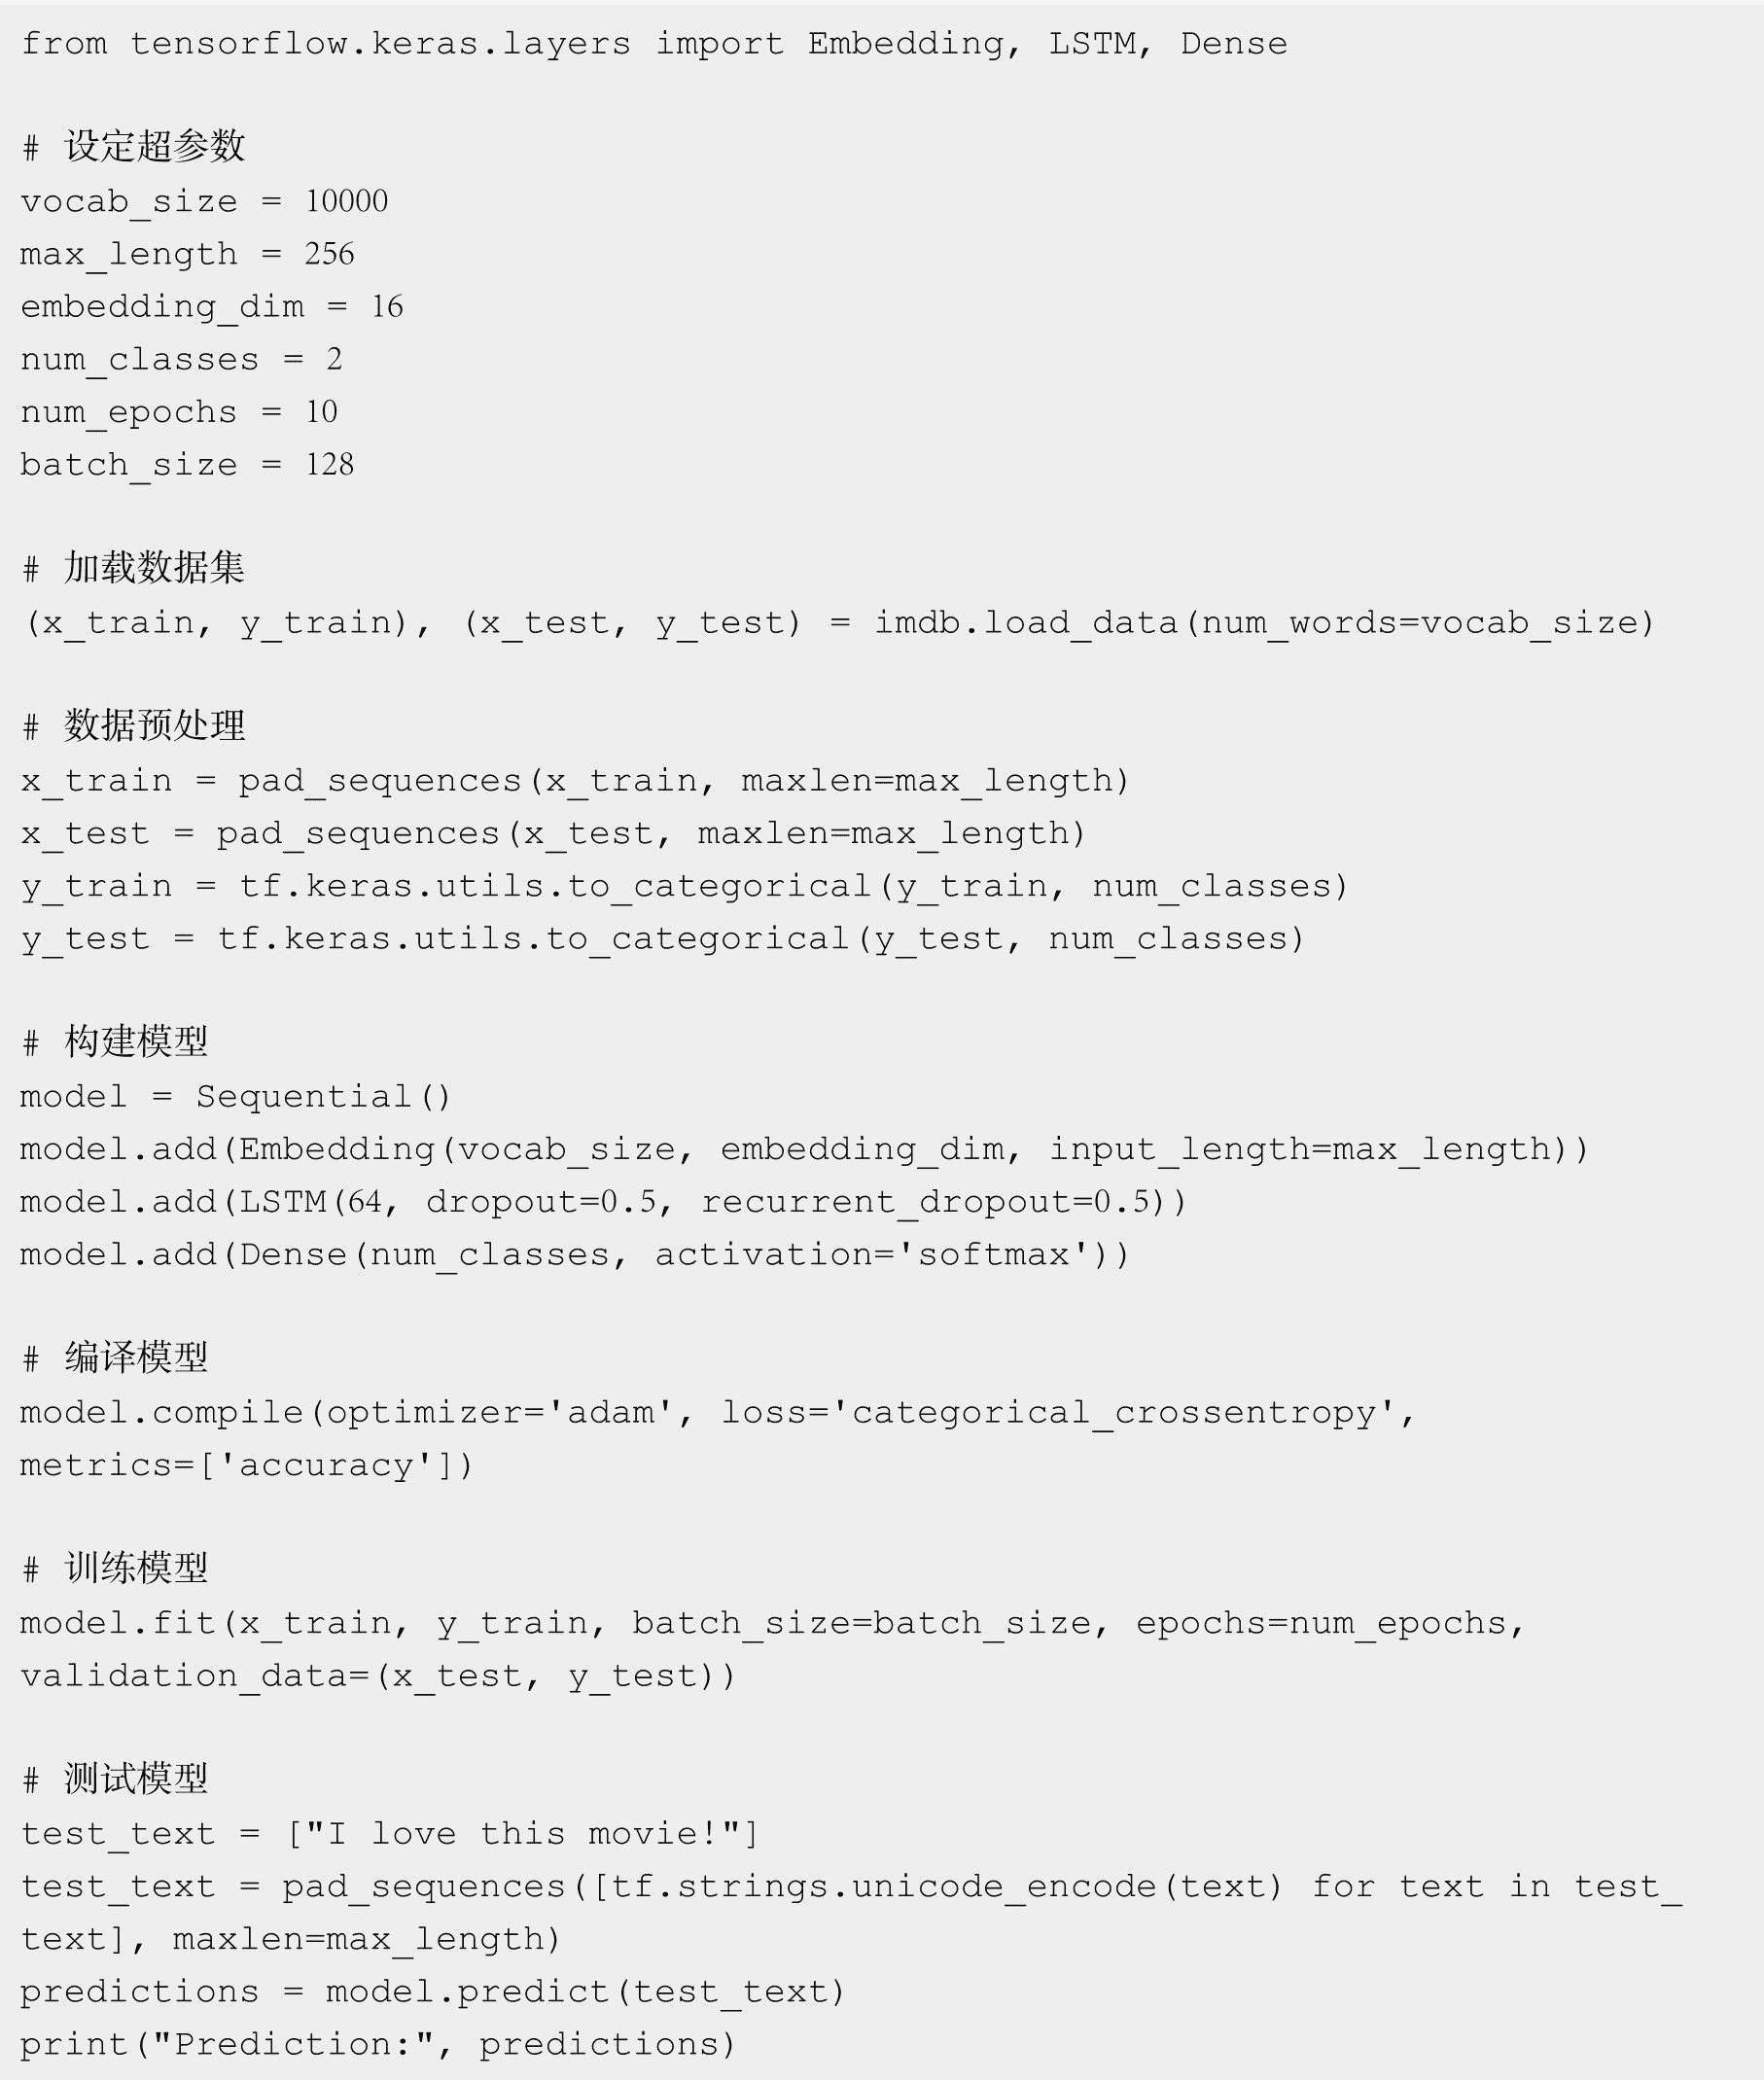 from tensorflow.keras.layers import Embedding, LSTM, Dense
# 设定超参数
vocab_size = 10000
max_length = 256
embedding_dim = 16
num_classes = 2
num_epochs = 10
batch_size = 128
# 加载数据集
(x_train, y_train), (x_test, y_test) = imdb.load_data(num_words=vocab_size)
# 数据预处理
x_train = pad_sequences(x_train, maxlen=max_length)
x_test = pad_sequences(x_test, maxlen=max_length)
y_train = tf.keras.utils.to_categorical(y_train, num_classes)
y_test = tf.keras.utils.to_categorical(y_test, num_classes)
# 构建模型
model = Sequential()
model.add(Embedding(vocab_size, embedding_dim, input_length=max_length))
model.add(LSTM(64, dropout=0.5, recurrent_dropout=0.5))
model.add(Dense(num_classes, activation='softmax'))
# 编译模型
model.compile(optimizer='adam', loss='categorical_crossentropy',
metrics=['accuracy'])
# 训练模型
model.fit(x_train, y_train, batch_size=batch_size, epochs=num_epochs,
validation_data=(x_test, y_test))
# 测试模型
test_text = ["I love this movie!"]
test_text = pad_sequences([tf.strings.unicode_encode(text) for text in test_
text], maxlen=max_length)
predictions = model.predict(test_text)
print("Prediction:", predictions)